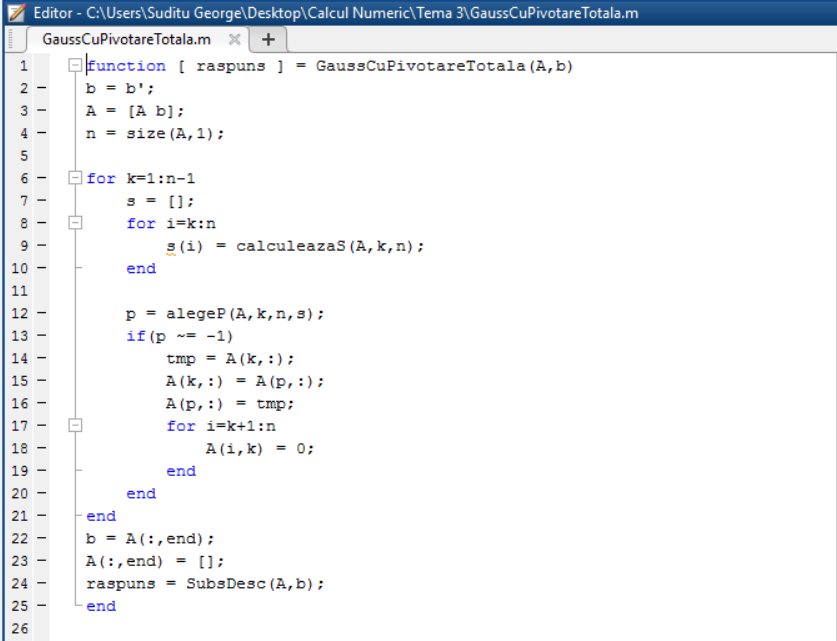 Editor - C:\Users\Suditu George\Desktop\Calcul Numeric\Tema 3\GaussCuPivotareTotala.m
GaussCuPivotareTotala.m × +
1 function [ raspuns ] = GaussCuPivotareTotala(A,b)
2 - b = b';
3 - A = [A b];
4 - n = size(A,1);
5
6 - for k=1:n-1
7 - s = [];
8 - for i=k:n
9 - s(i) = calculeazaS(A,k,n);
10 - end
11
12 - p = alegeP(A,k,n,s);
13 - if(p ~= -1)
14 - tmp = A(k,:);
15 - A(k,:) = A(p,:);
16 - A(p,:) = tmp;
17 - for i=k+1:n
18 - A(i,k) = 0;
19 - end
20 - end
21 - end
22 - b = A(:,end);
23 - A(:,end) = [];
24 - raspuns = SubsDesc(A,b);
25 - end
26